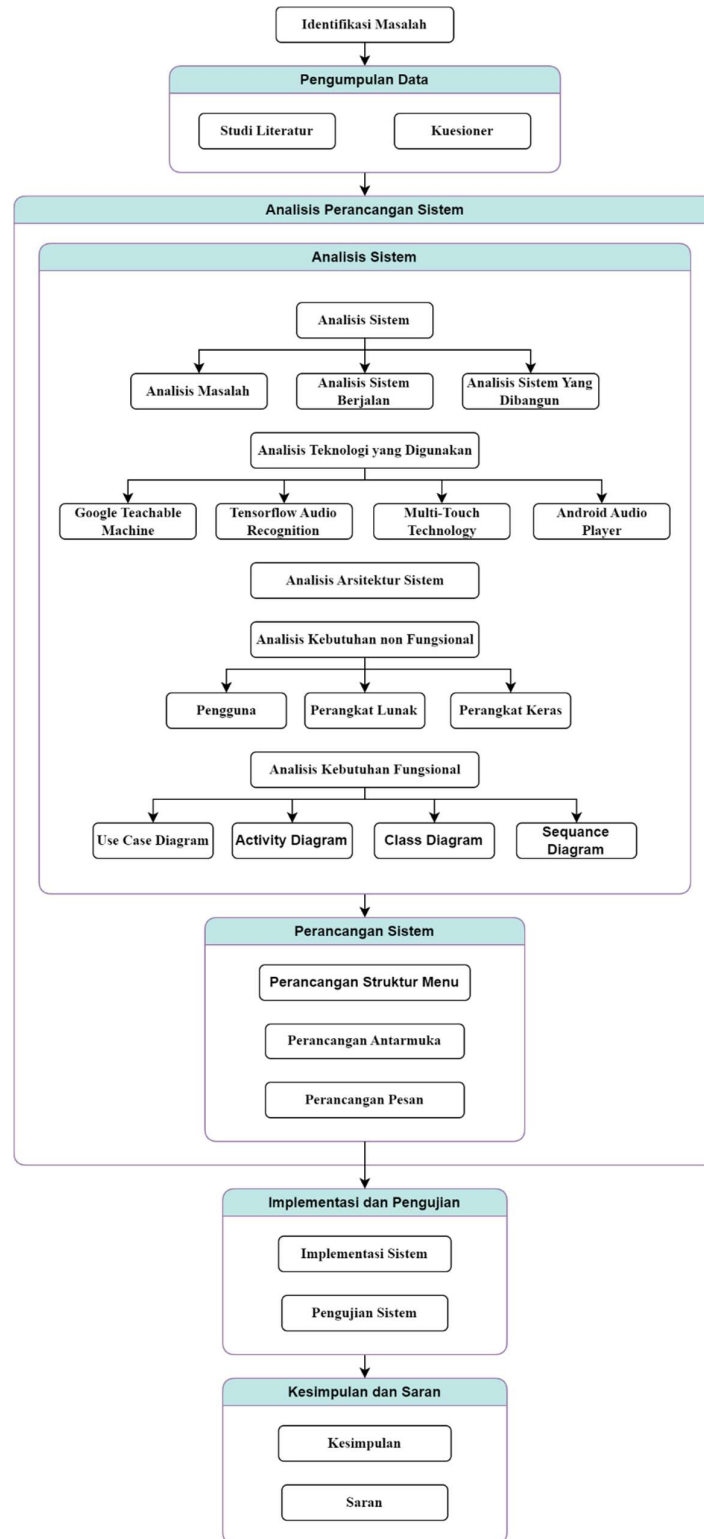 Identifikasi Masalah
Pengumpulan Data
Studi Literatur
Kuesioner
Analisis Perancangan Sistem
Analisis Sistem
Analisis Sistem
Analisis Masalah
Analisis Sistem
Berjalan
Analisis Sistem Yang
Dibangun
Analisis Teknologi yang Digunakan
Google Teachable
Machine
Tensorflow Audio
Recognition
Multi-Touch
Technology
Android Audio
Player
Analisis Arsitektur Sistem
Analisis Kebutuhan non Fungsional
Pengguna
Perangkat Lunak
Perangkat Keras
Analisis Kebutuhan Fungsional
Use Case Diagram
Activity Diagram
Class Diagram
Sequance
Diagram
Perancangan Sistem
Perancangan Struktur Menu
Perancangan Antarmuka
Perancangan Pesan
Implementasi dan Pengujian
Implementasi Sistem
Pengujian Sistem
Kesimpulan dan Saran
Kesimpulan
Saran